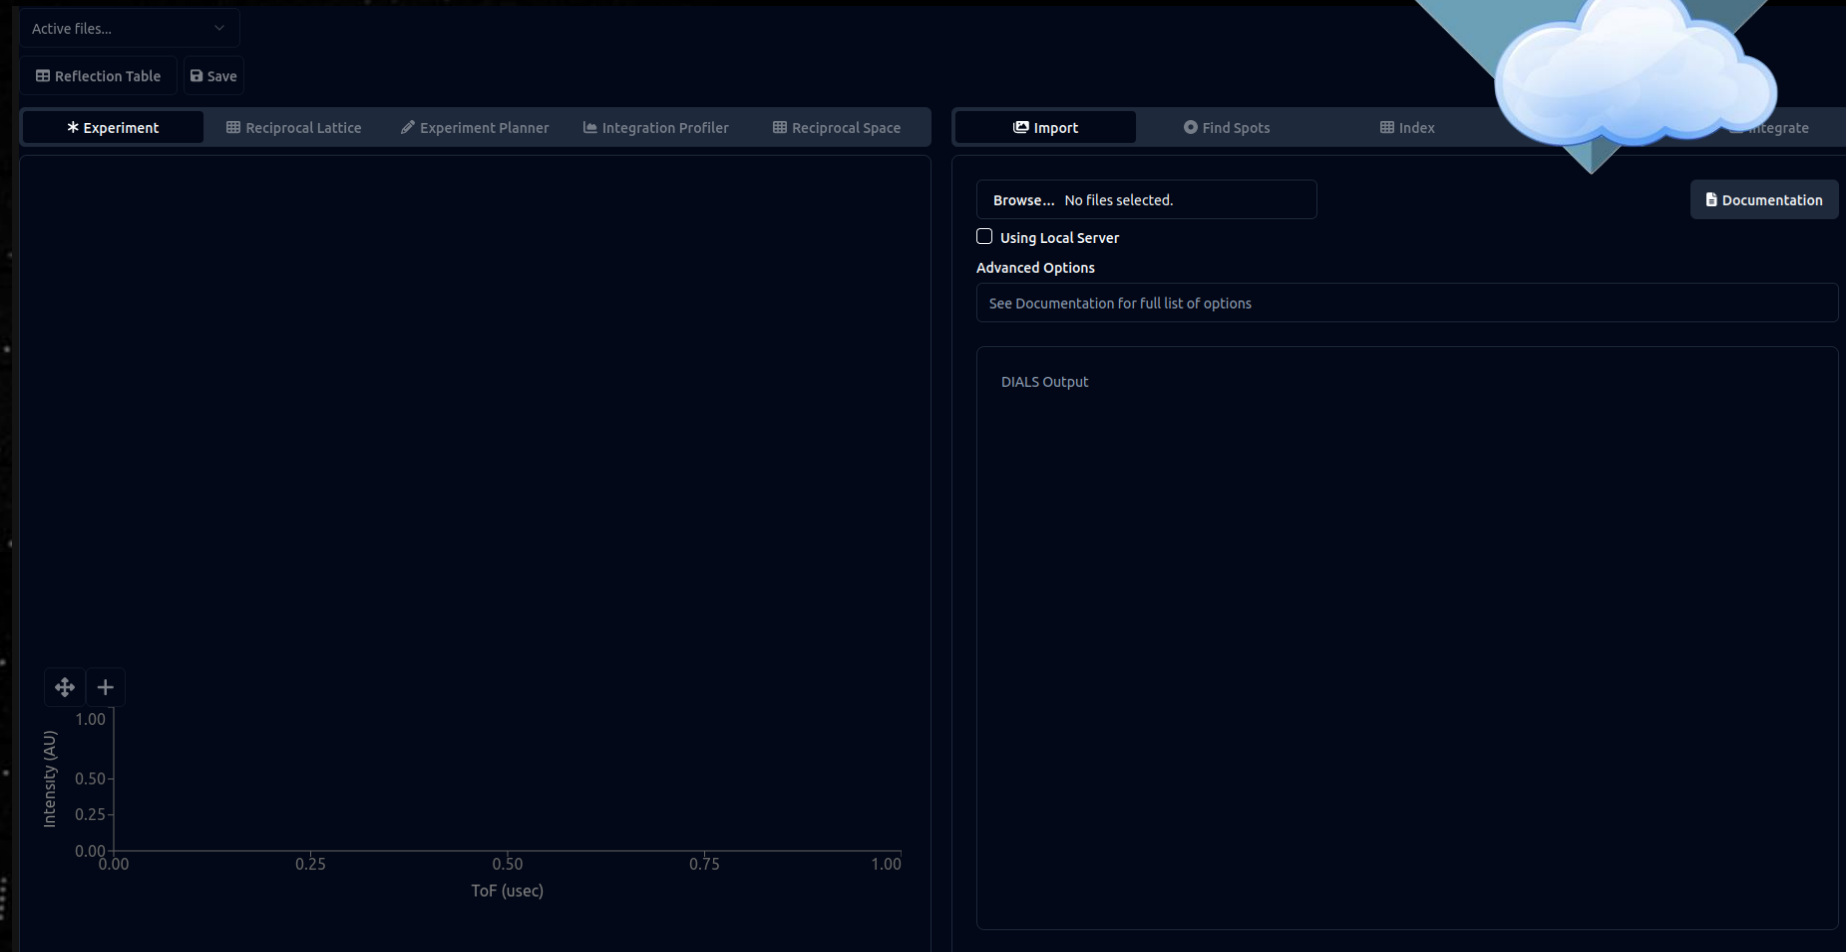 Active files...
Reflection Table
Save
Experiment
Reciprocal Lattice
Experiment Planner
Integration Profiler
Reciprocal Space
Import
Find Spots
Index
Integrate
Browse... No files selected.
Documentation
Using Local Server
Advanced Options
See Documentation for full list of options
DIALS Output
1.00
0.50
0.25
0.00
Intensity (AU)
0.00
0.25
0.50
0.75
1.00
ToF (usec)